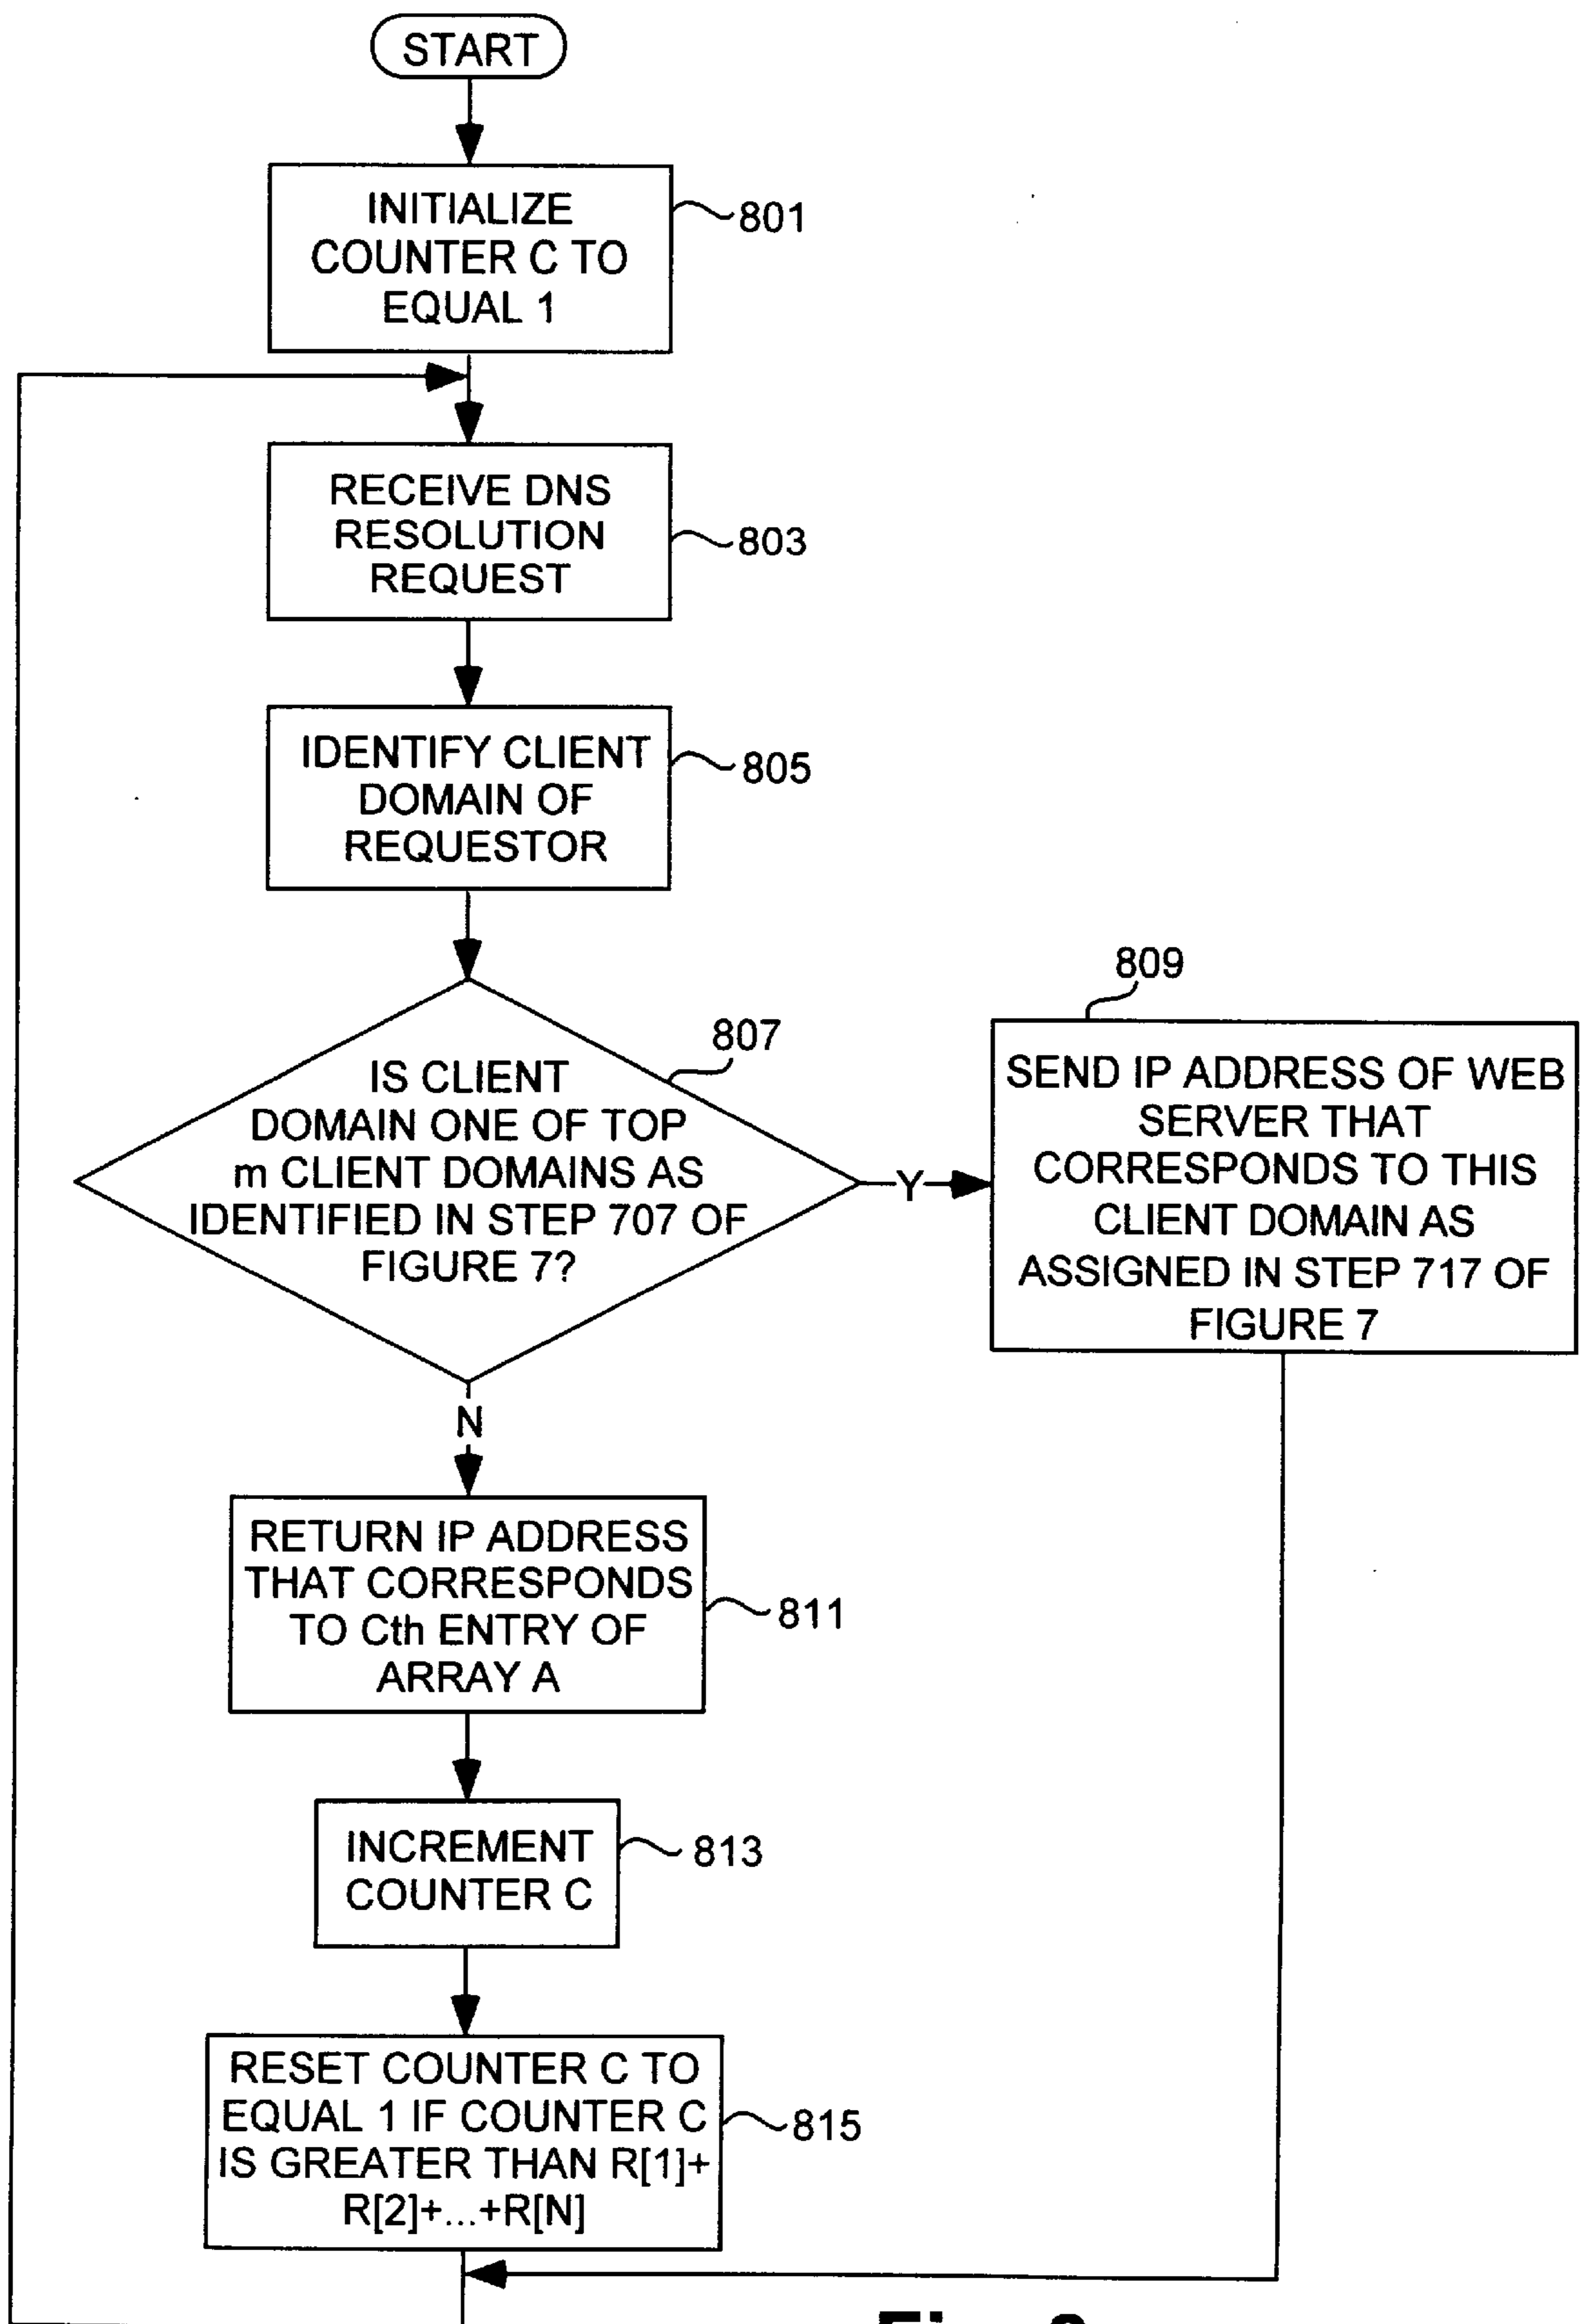 START
INITIALIZE
COUNTER C TO
EQUAL 1
801
RECEIVE DNS
RESOLUTION
REQUEST
803
IDENTIFY CLIENT
DOMAIN OF
REQUESTOR
805
807
IS CLIENT
DOMAIN ONE OF TOP
m CLIENT DOMAINS AS
IDENTIFIED IN STEP 707 OF
FIGURE 7?
Y
809
SEND IP ADDRESS OF WEB
SERVER THAT
CORRESPONDS TO THIS
CLIENT DOMAIN AS
ASSIGNED IN STEP 717 OF
FIGURE 7
N
RETURN IP ADDRESS
THAT CORRESPONDS
TO Cth ENTRY OF
ARRAY A
811
INCREMENT
COUNTER C
813
RESET COUNTER C TO
EQUAL 1 IF COUNTER C
IS GREATER THAN R[1]+
R[2]+...+R[N]
815